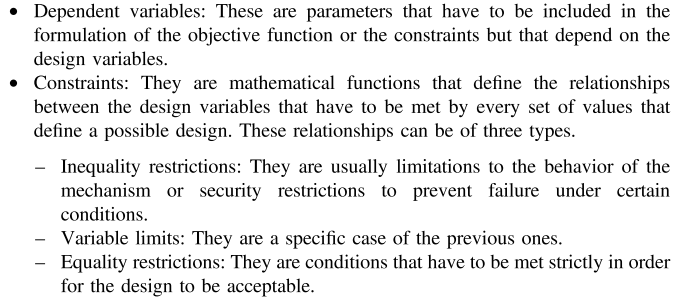 • Dependent variables: These are parameters that have to be included in the
formulation of the objective function or the constraints but that depend on the
design variables.
• Constraints: They are mathematical functions that define the relationships
between the design variables that have to be met by every set of values that
define a possible design. These relationships can be of three types.
– Inequality restrictions: They are usually limitations to the behavior of the
mechanism or security restrictions to prevent failure under certain
conditions.
– Variable limits: They are a specific case of the previous ones.
– Equality restrictions: They are conditions that have to be met strictly in order
for the design to be acceptable.